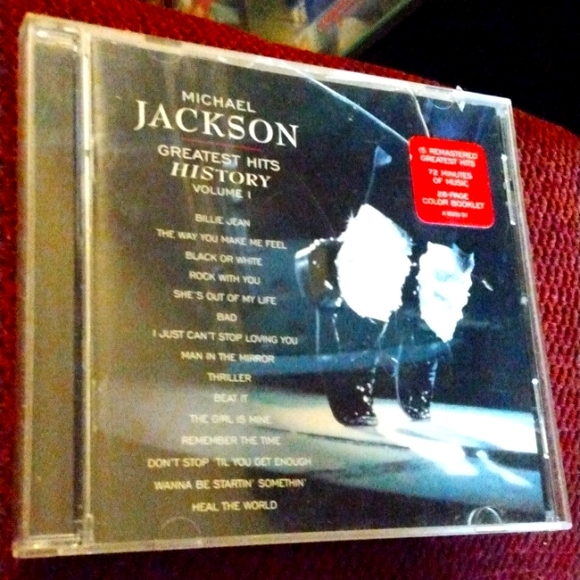 MICHAEL
JACKSON
GREATEST HITS
HISTORY
VOLUME I
BILLIE JEAN
THE WAY YOU MAKE ME FEEL
BLACK OR WHITE
ROCK WITH YOU
SHE'S OUT OF MY LIFE
BAD
I JUST CAN'T STOP LOVING YOU
MAN IN THE MIRROR
THRILLER
BEAT IT
THE GIRL IS MINE
REMEMBER THE TIME
DON'T STOP 'TIL YOU GET ENOUGH
WANNA BE STARTIN' SOMETHIN'
HEAL THE WORLD
15 REMASTERED
GREATEST HITS
72 MINUTES
OF MUSIC
28-PAGE
COLOR BOOKLET